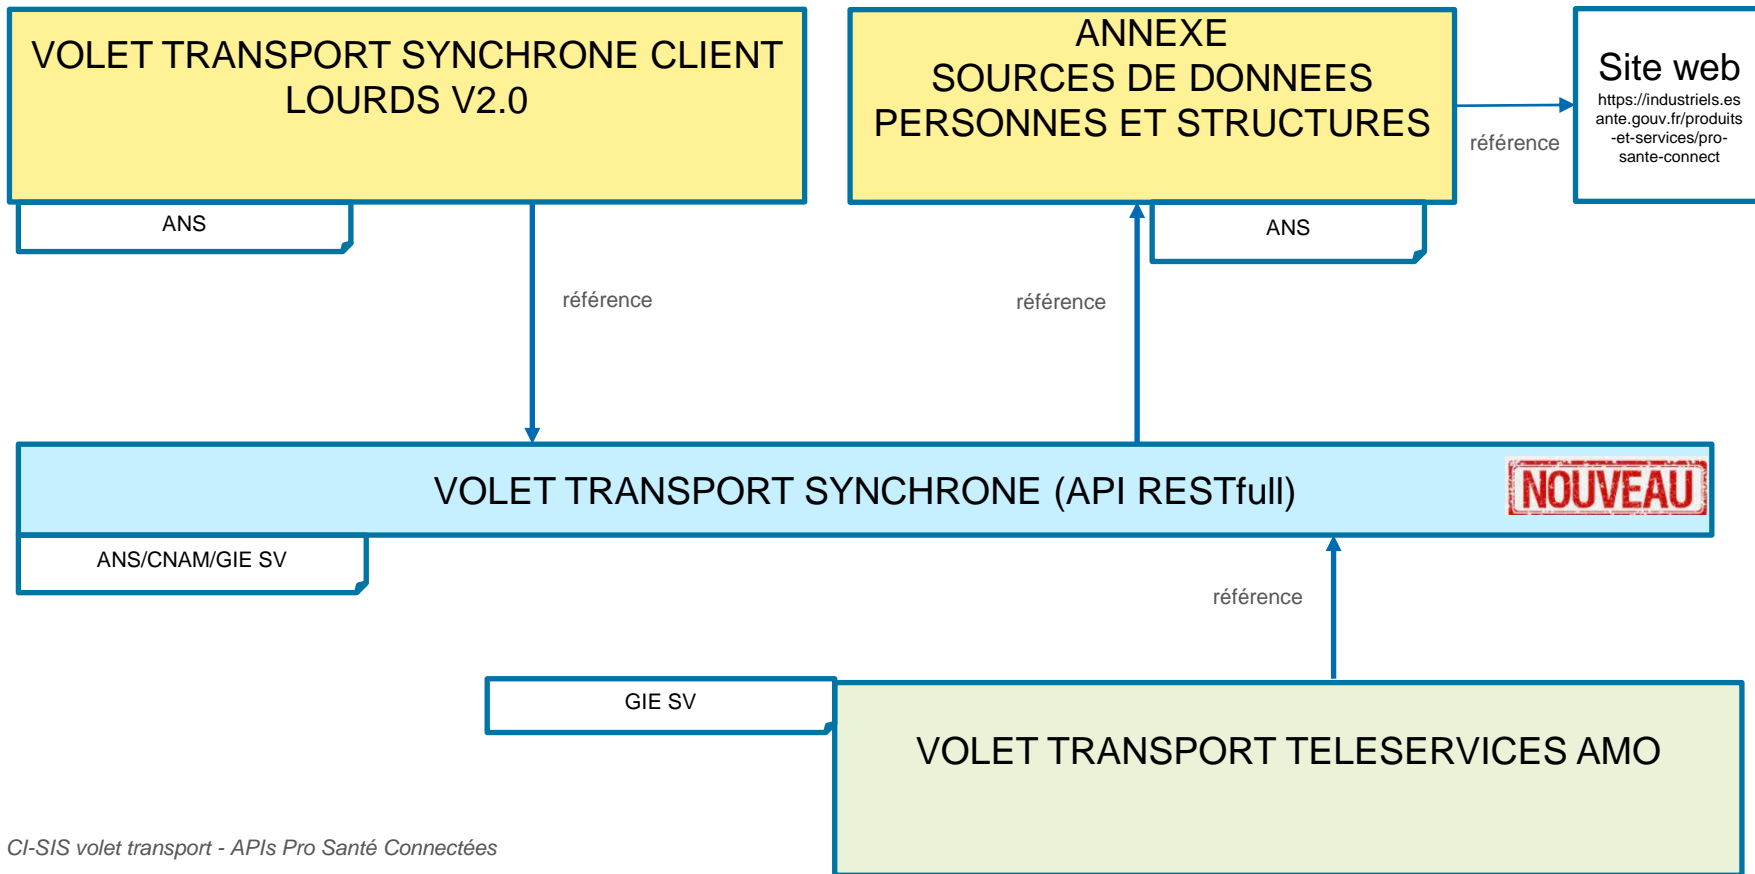 VOLET TRANSPORT SYNCHRONE CLIENT
LOURDS V2.0
ANS
ANNEXE
SOURCES DE DONNEES
PERSONNES ET STRUCTURES
ANS
référence
Site web
https://industriels.es
ante.gouv.fr/produits
-et-services/pro-
sante-connect
référence
référence
VOLET TRANSPORT SYNCHRONE (API RESTfull)
NOUVEAU
ANS/CNAM/GIE SV
référence
GIE SV
VOLET TRANSPORT TELESERVICES AMO
CI-SIS volet transport - APIs Pro Santé Connectées